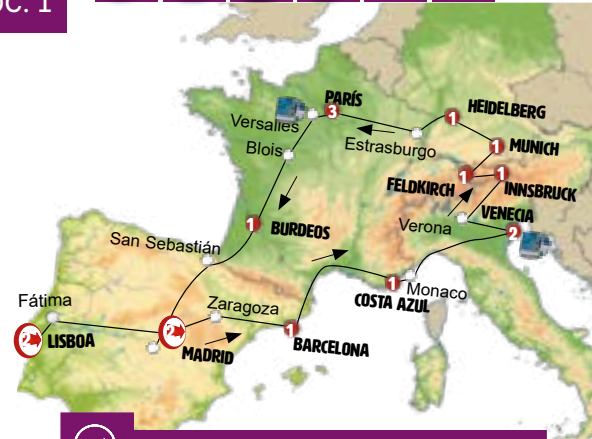 OC. 1
PARÍS
3
Versalles
HEIDELBERG
1
Estrasburgo
Blois
1
MUNICH
1
FELDKIRCH
1
INNSBRUCK
1
BURDEOS
Verona
VENECIA
2
San Sebastián
COSTA AZUL
1
Mónaco
Fátima
Zaragoza
2
LISBOA
2
MADRID
1
BARCELONA